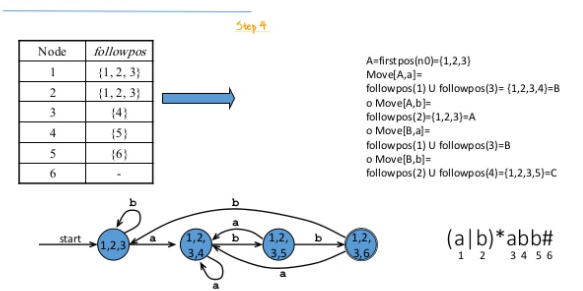 Step 4
Node followpos
1 {1, 2, 3}
2 {1, 2, 3}
3 {4}
4 {5}
5 {6}
6 -
A=firstpos(n0)={1,2,3}
Move[A,a]=
followpos(1) U followpos(3)= {1,2,3,4}=B
o Move[A,b]=
followpos(2)={1,2,3}=A
o Move[B,a]=
followpos(1) U followpos(3)=B
o Move[B,b]=
followpos(2) U followpos(4)={1,2,3,5}=C
b
b
a
start
1,2,3
a
1,2,
3,4
b
1,2,
3,5
b
1,2,
3,6
a
a
(a|b)*abb#
1 2 3 4 5 6